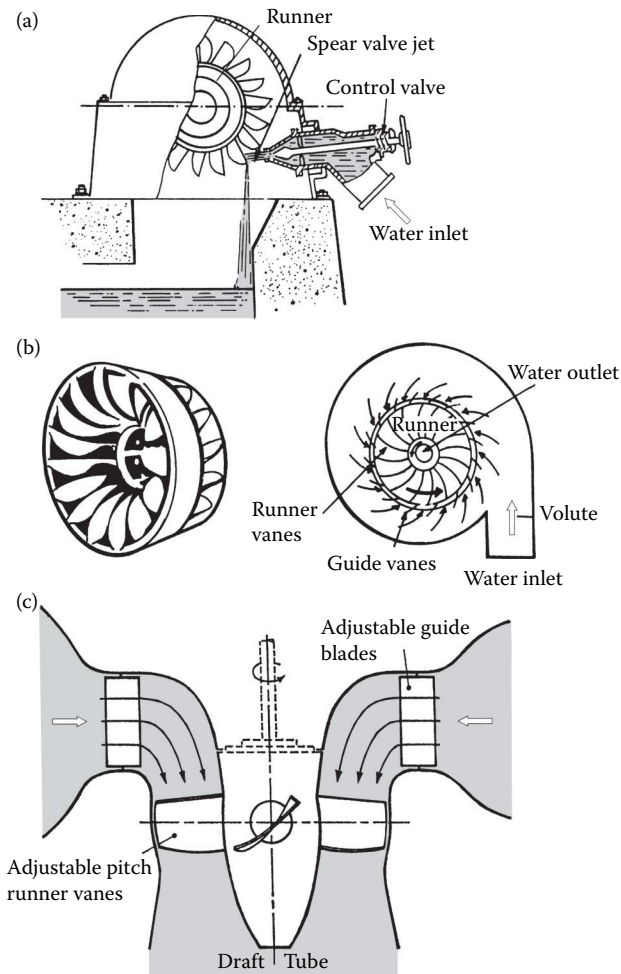 (a)
Runner
Spear valve jet
Control valve
Water inlet
(b)
Water outlet
Runner
Runner
vanes
Guide vanes
Volute
Water inlet
(c)
Adjustable guide
blades
Adjustable pitch
runner vanes
Draft Tube